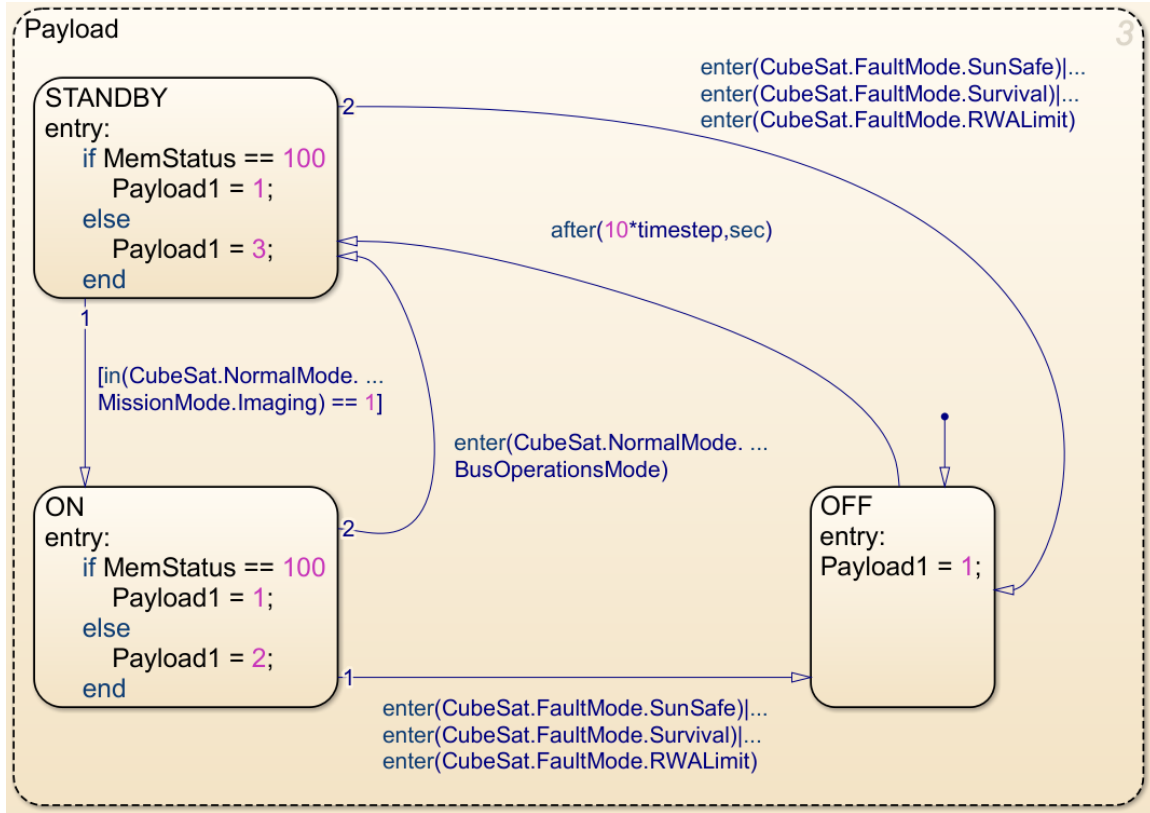 Payload
3
STANDBY
entry:
if MemStatus == 100
Payload1 = 1;
else
Payload1 = 3;
end
2
enter(CubeSat.FaultMode.SunSafe)|...
enter(CubeSat.FaultMode.Survival)|...
enter(CubeSat.FaultMode.RWALimit)
after(10*timestep,sec)
1
[in(CubeSat.NormalMode. ...
MissionMode.Imaging) == 1]
enter(CubeSat.NormalMode. ...
BusOperationsMode)
ON
entry:
if MemStatus == 100
Payload1 = 1;
else
Payload1 = 2;
end
2
1
OFF
entry:
Payload1 = 1;
enter(CubeSat.FaultMode.SunSafe)|...
enter(CubeSat.FaultMode.Survival)|...
enter(CubeSat.FaultMode.RWALimit)